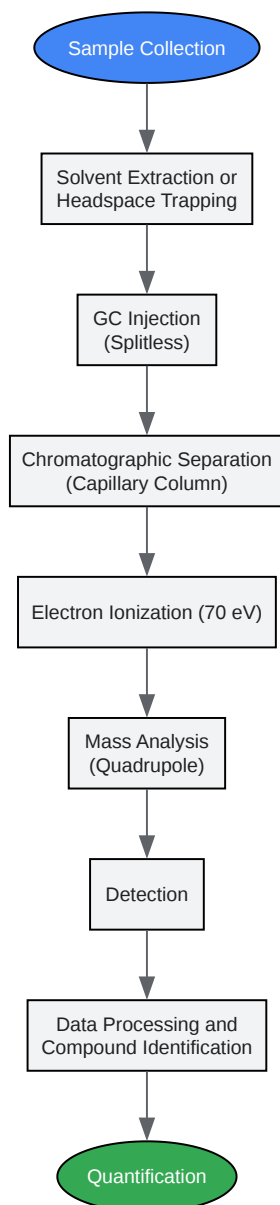 Sample Collection
Solvent Extraction or
Headspace Trapping
GC Injection
(Splitless)
Chromatographic Separation
(Capillary Column)
Electron Ionization (70 eV)
Mass Analysis
(Quadrupole)
Detection
Data Processing and
Compound Identification
Quantification